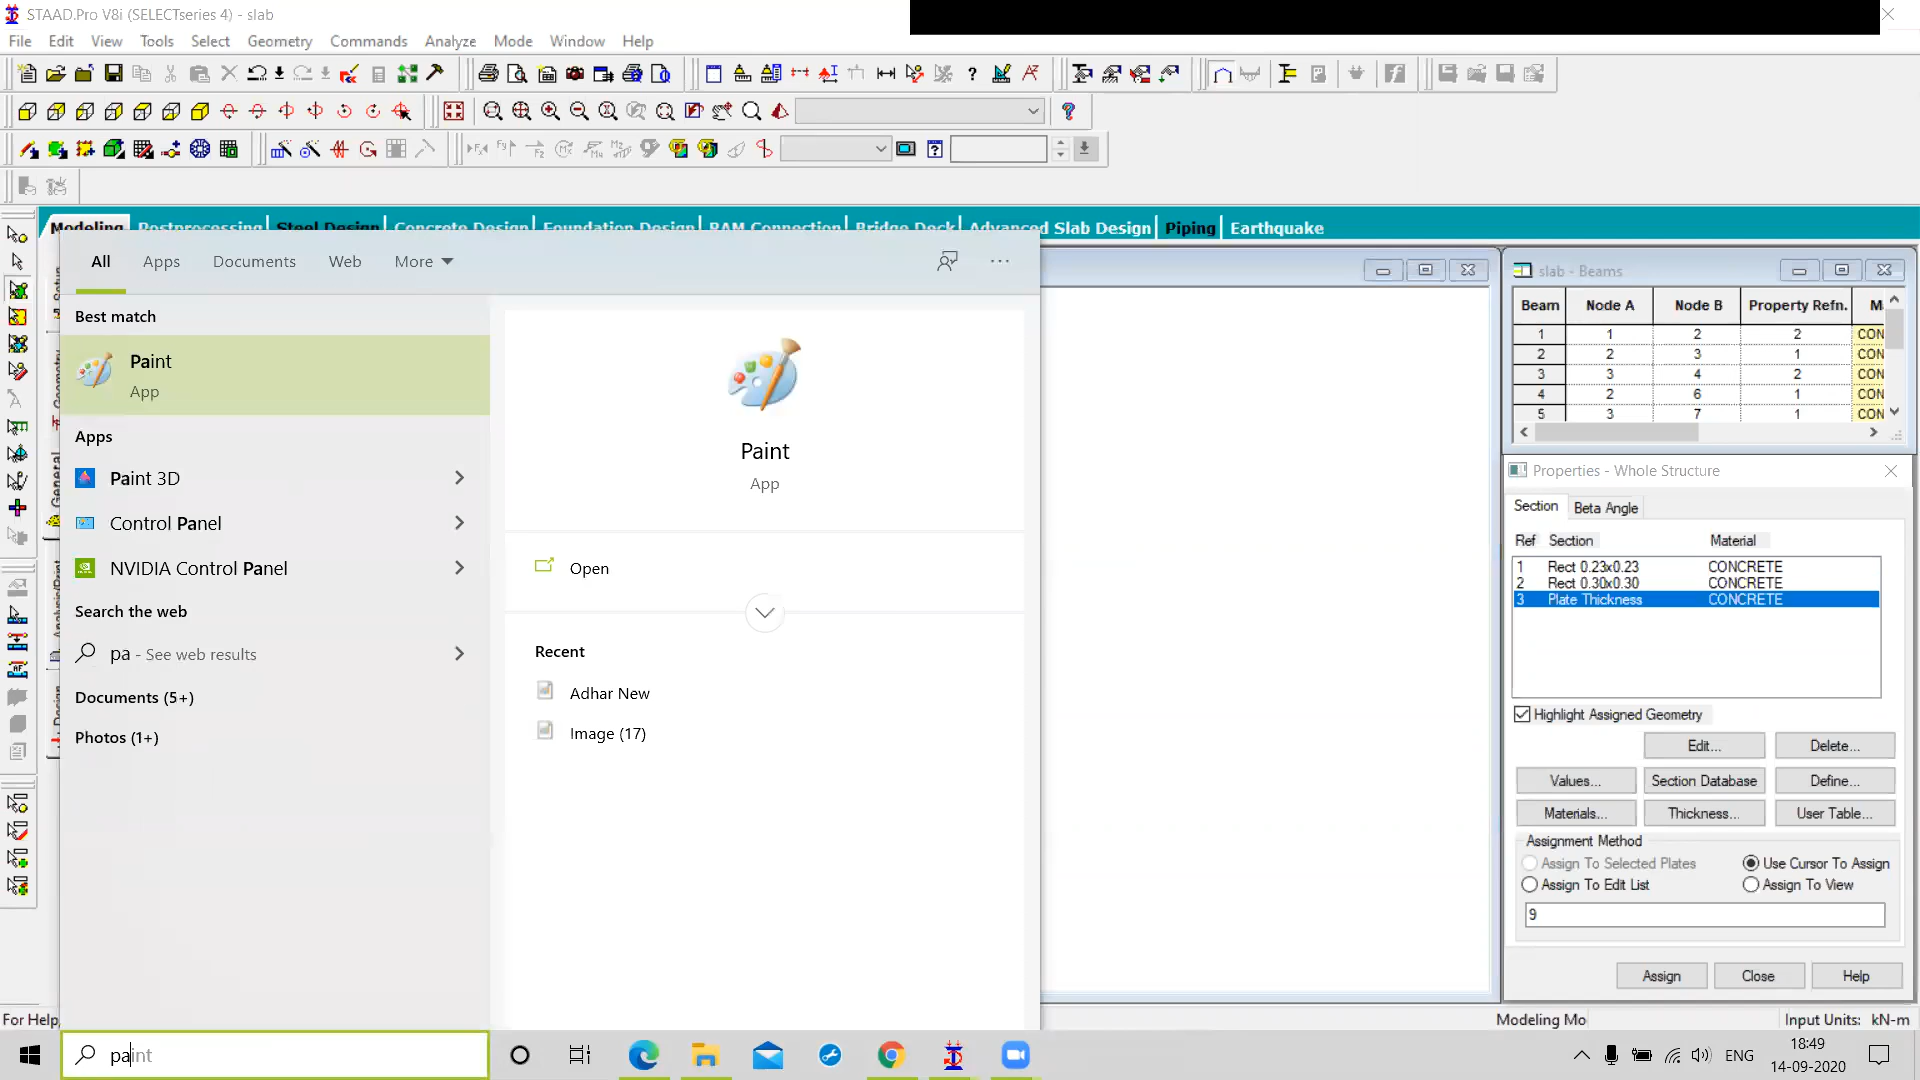 STAAD.Pro V8i (SELECTseries 4) - slab
File Edit View Tools Select Geometry Commands Analyze Mode Window Help
Modeling Postprocessing Steel Design Concrete Design Foundation Design RAM Connection Bridge Deck Advanced Slab Design Piping Earthquake
All Apps Documents Web More
Best match
Paint
App
Apps
Paint 3D
Control Panel
NVIDIA Control Panel
Search the web
pa - See web results
Documents (5+)
Photos (1+)
Paint
App
Open
Recent
Adhar New
Image (17)
slab - Beams
Beam Node A Node B Property Refn. M
1 1 2 2 CON
2 2 3 1 CON
3 3 4 2 CON
4 2 6 1 CON
5 3 7 1 CON
Properties - Whole Structure
Section Beta Angle
Ref Section Material
1 Rect 0.23x0.23 CONCRETE
2 Rect 0.30x0.30 CONCRETE
3 Plate Thickness CONCRETE
Highlight Assigned Geometry
Edit... Delete...
Values... Section Database Define...
Materials... Thickness... User Table...
Assignment Method
Assign To Selected Plates Use Cursor To Assign
Assign To Edit List Assign To View
9
Assign Close Help
For Help Modeling Mo Input Units: kN-m
paint
ENG
18:49
14-09-2020